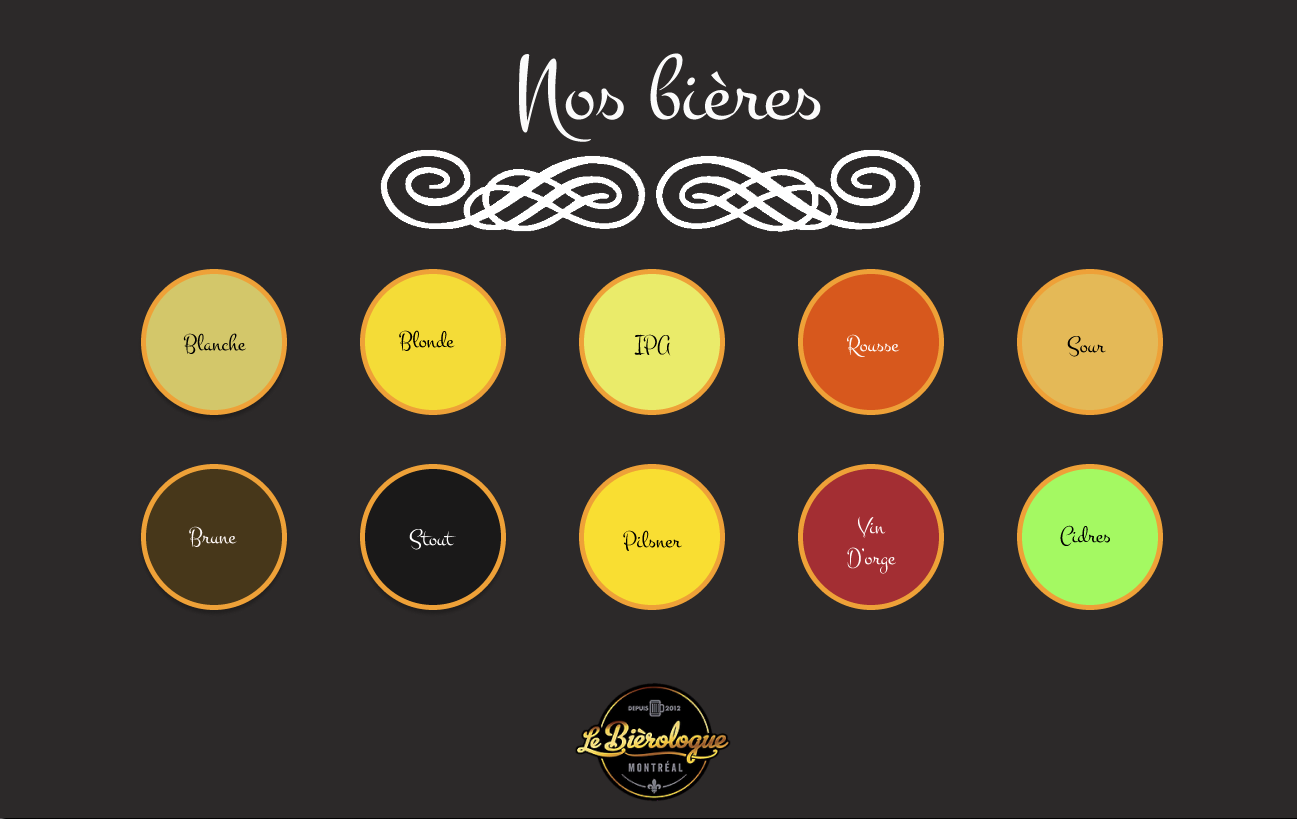 Nos bières
Blanche
Blonde
IPA
Rousse
Sour
Brune
Stout
Pilsner
Vin
D'orge
Cidres
DEPUIS 2012
Le Bièrologue
MONTRÉAL